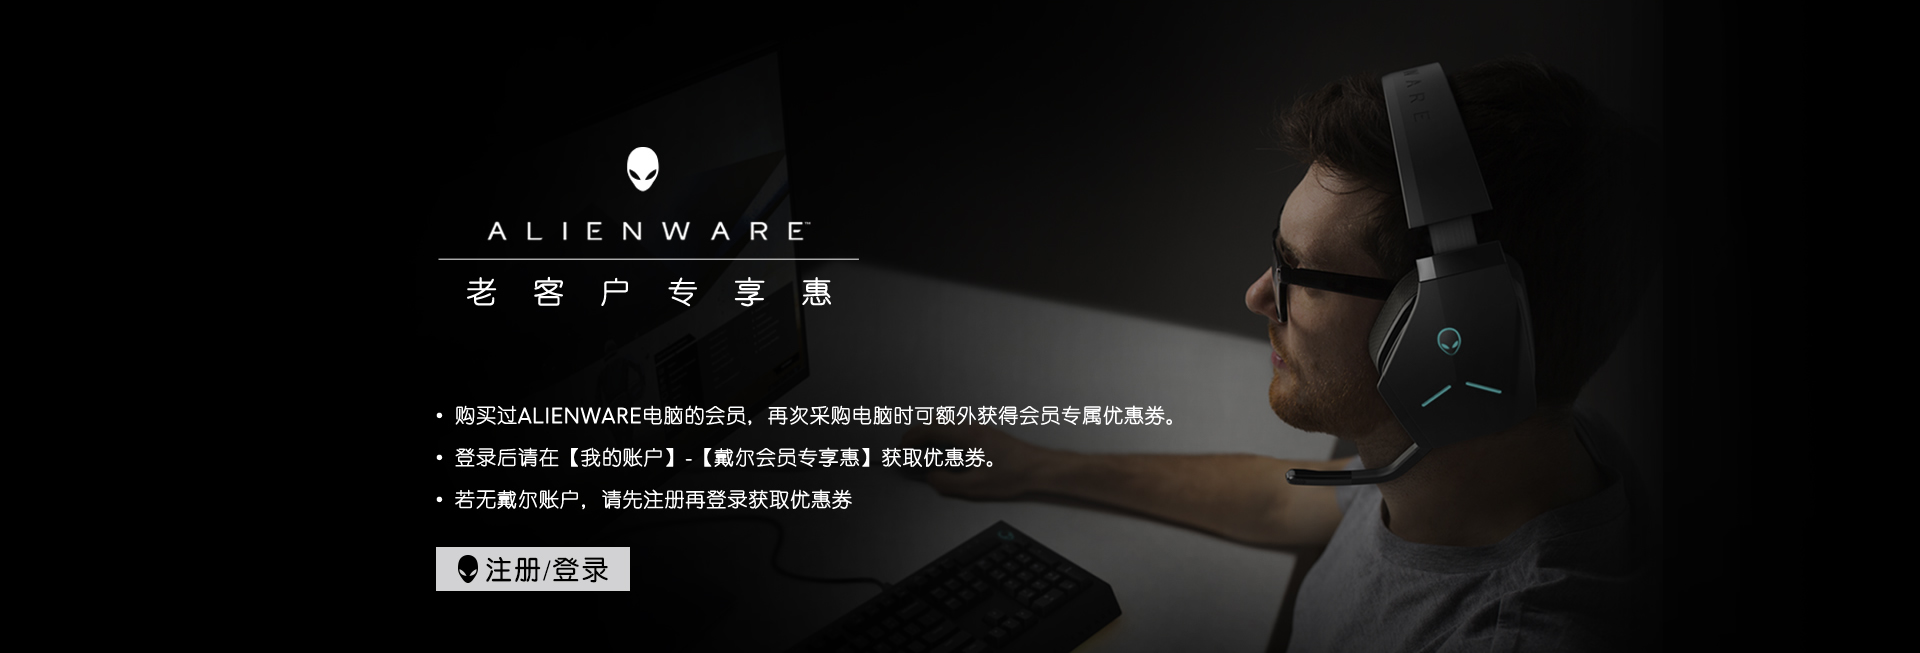 ALIENWARE™
老客户专享惠
• 购买过ALIENWARE电脑的会员，再次采购电脑时可额外获得会员专属优惠券。
• 登录后请在【我的账户】-【戴尔会员专享惠】获取优惠券。
• 若无戴尔账户，请先注册再登录获取优惠券
注册/登录
WARE